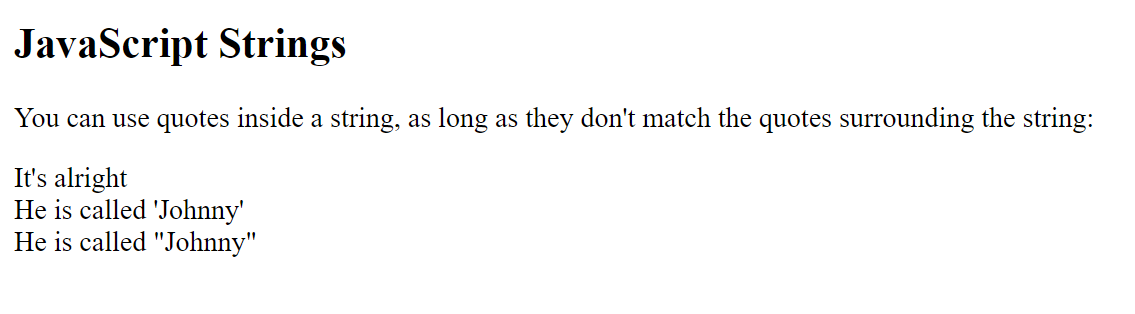 JavaScript Strings
You can use quotes inside a string, as long as they don't match the quotes surrounding the string:
It's alright
He is called 'Johnny'
He is called "Johnny"